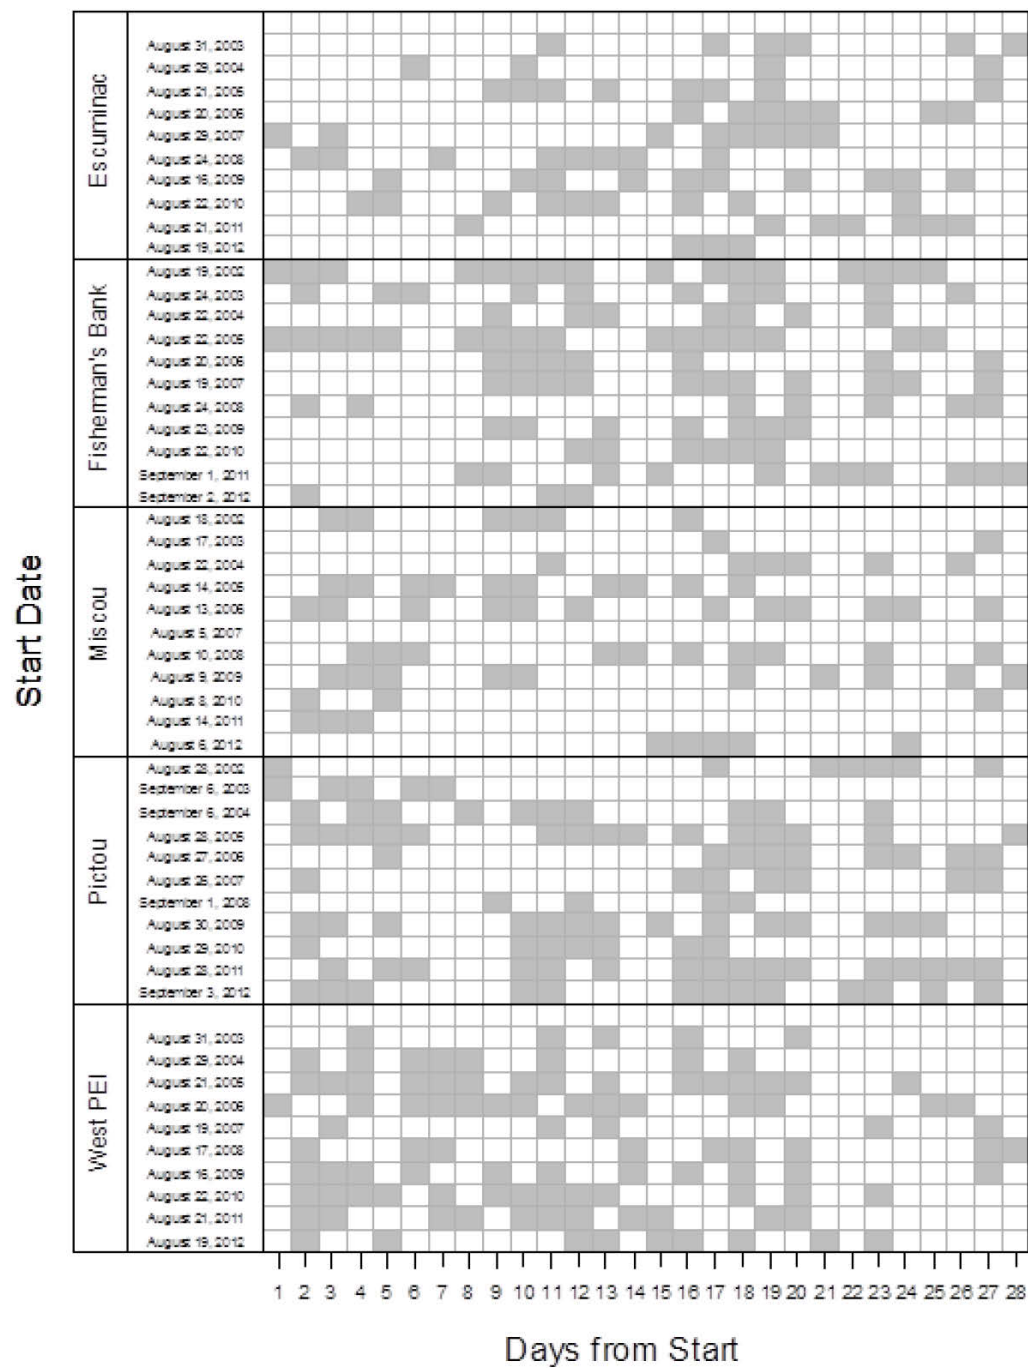 Start Date
Escuminac
August 31, 2003
August 29, 2004
August 21, 2005
August 20, 2006
August 29, 2007
August 24, 2008
August 16, 2009
August 22, 2010
August 21, 2011
August 19, 2012
Fisherman's Bank
August 19, 2002
August 24, 2003
August 22, 2004
August 22, 2005
August 20, 2006
August 19, 2007
August 24, 2008
August 23, 2009
August 22, 2010
September 1, 2011
September 2, 2012
Miscou
August 18, 2002
August 17, 2003
August 22, 2004
August 14, 2005
August 13, 2006
August 5, 2007
August 10, 2008
August 9, 2009
August 8, 2010
August 14, 2011
August 6, 2012
Pictou
August 28, 2002
September 6, 2003
September 6, 2004
August 28, 2005
August 27, 2006
August 26, 2007
September 1, 2008
August 30, 2009
August 29, 2010
August 28, 2011
September 3, 2012
West PEI
August 31, 2003
August 29, 2004
August 21, 2005
August 20, 2006
August 19, 2007
August 17, 2008
August 16, 2009
August 22, 2010
August 21, 2011
August 19, 2012
1 2 3 4 5 6 7 8 9 10 11 12 13 14 15 16 17 18 19 20 21 22 23 24 25 26 27 28
Days from Start